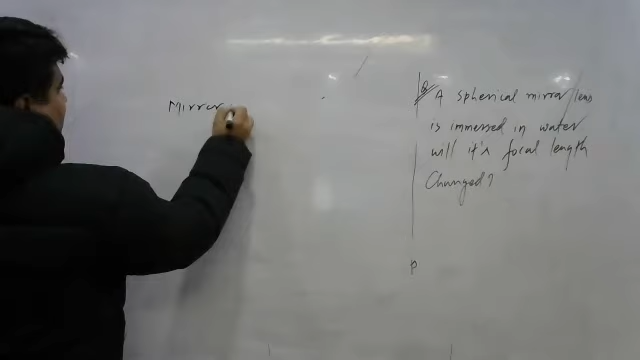 Mirror
Q A spherical mirror/lens
is immersed in water
will it's focal length
Changed?
P